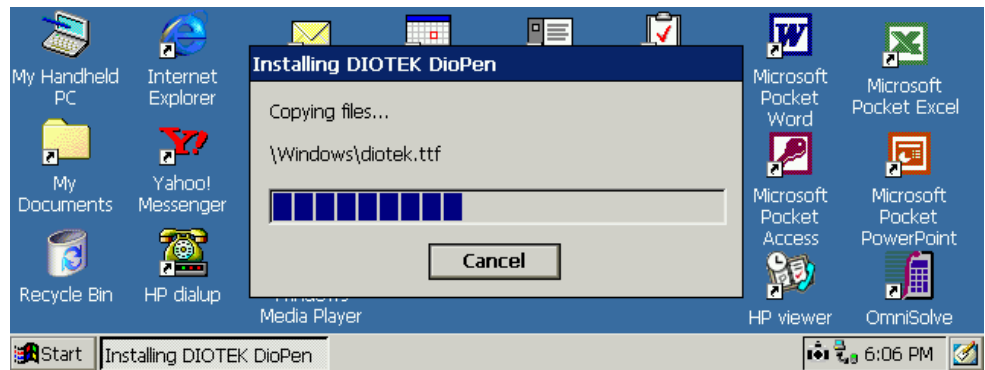 My Handheld
PC
Internet
Explorer
Installing DIOTEK DioPen
Copying files...
\Windows\diotek.ttf
Cancel
Microsoft
Pocket
Word
Microsoft
Pocket Excel
My
Documents
Yahoo!
Messenger
Microsoft
Pocket
Access
Microsoft
Pocket
PowerPoint
Recycle Bin
HP dialup
Media Player
HP viewer
OmniSolve
Start
Installing DIOTEK DioPen
6:06 PM